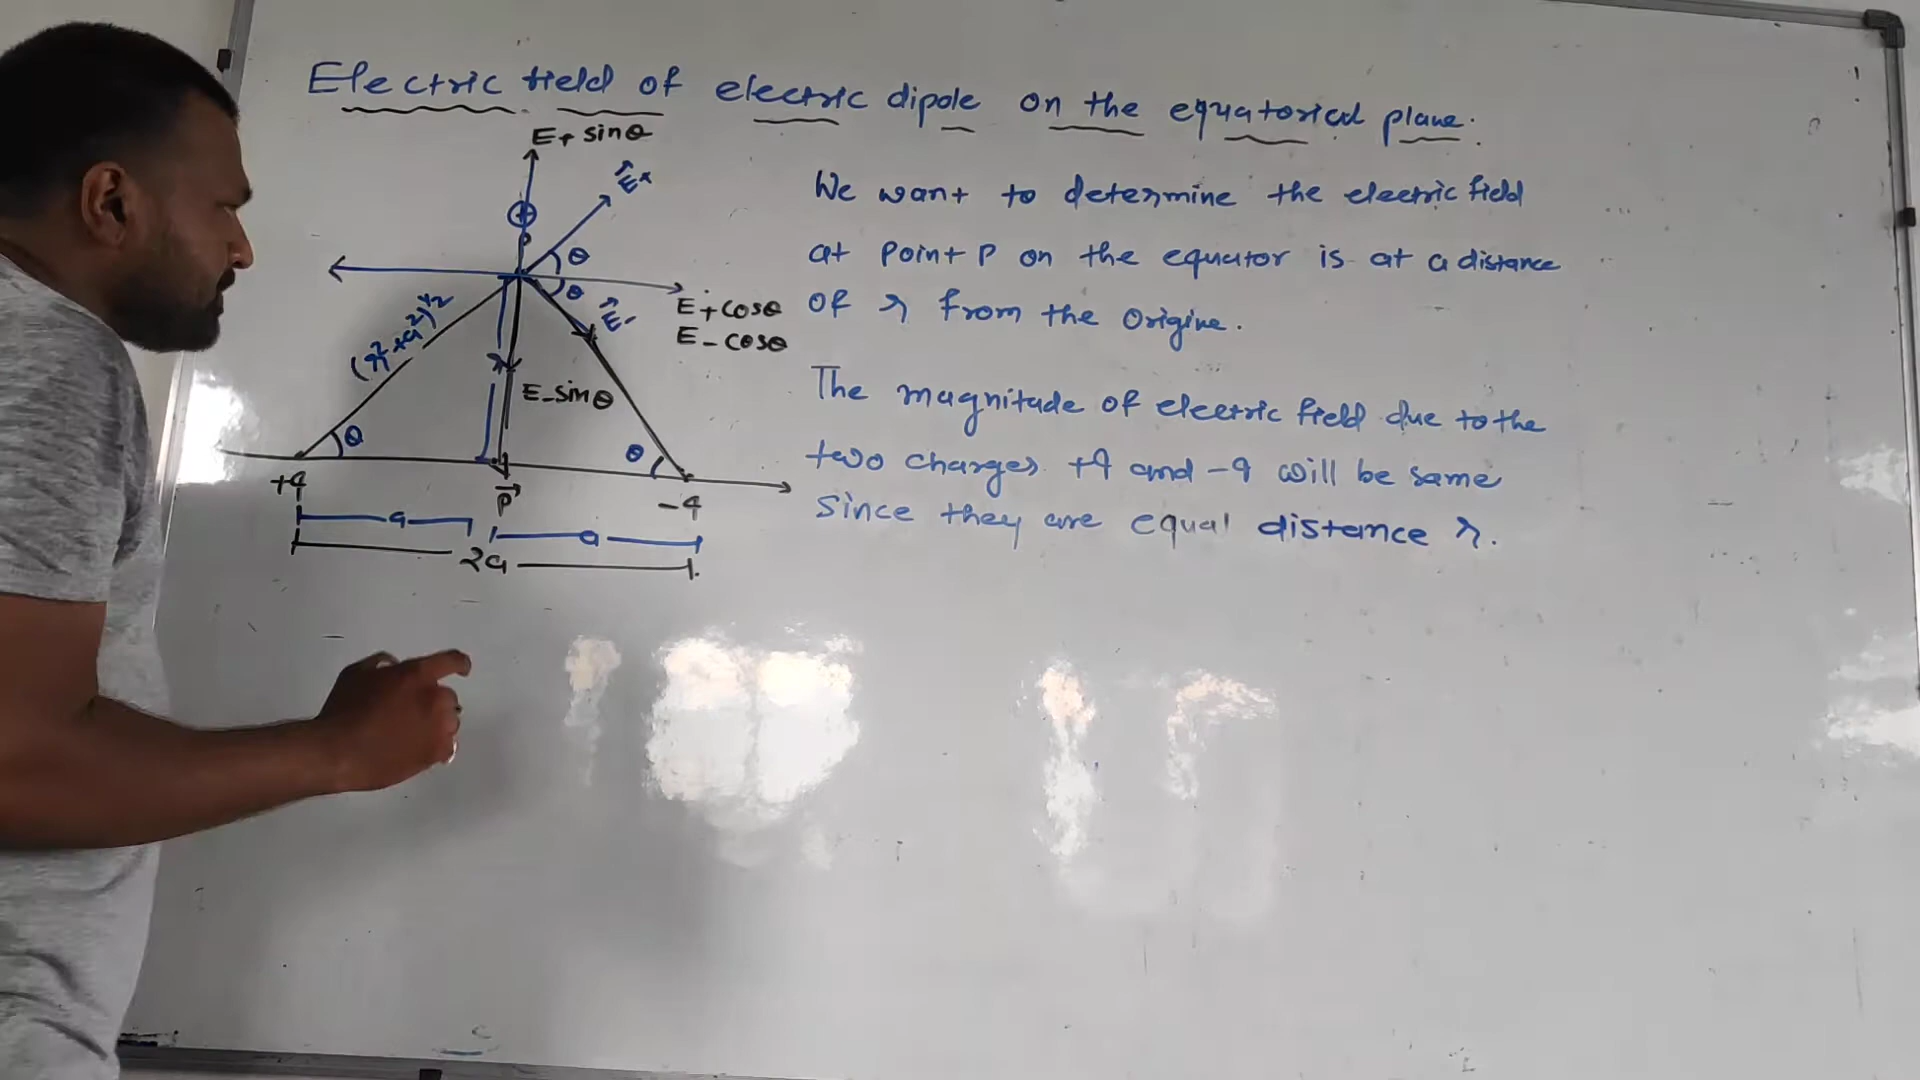 Electric field of electric dipole on the equatorical plane.
E+ sinθ
E+
P
θ
θ
E-
E+cosθ
E-cosθ
(r²+a²)^1/2
E-sinθ
θ
θ
+q
P
-q
a
a
2a
We want to determine the electric field
at point P on the equator is at a distance
of r from the origine.
The magnitude of electric field due to the
two charges +q and -q will be same
since they are equal distance r.